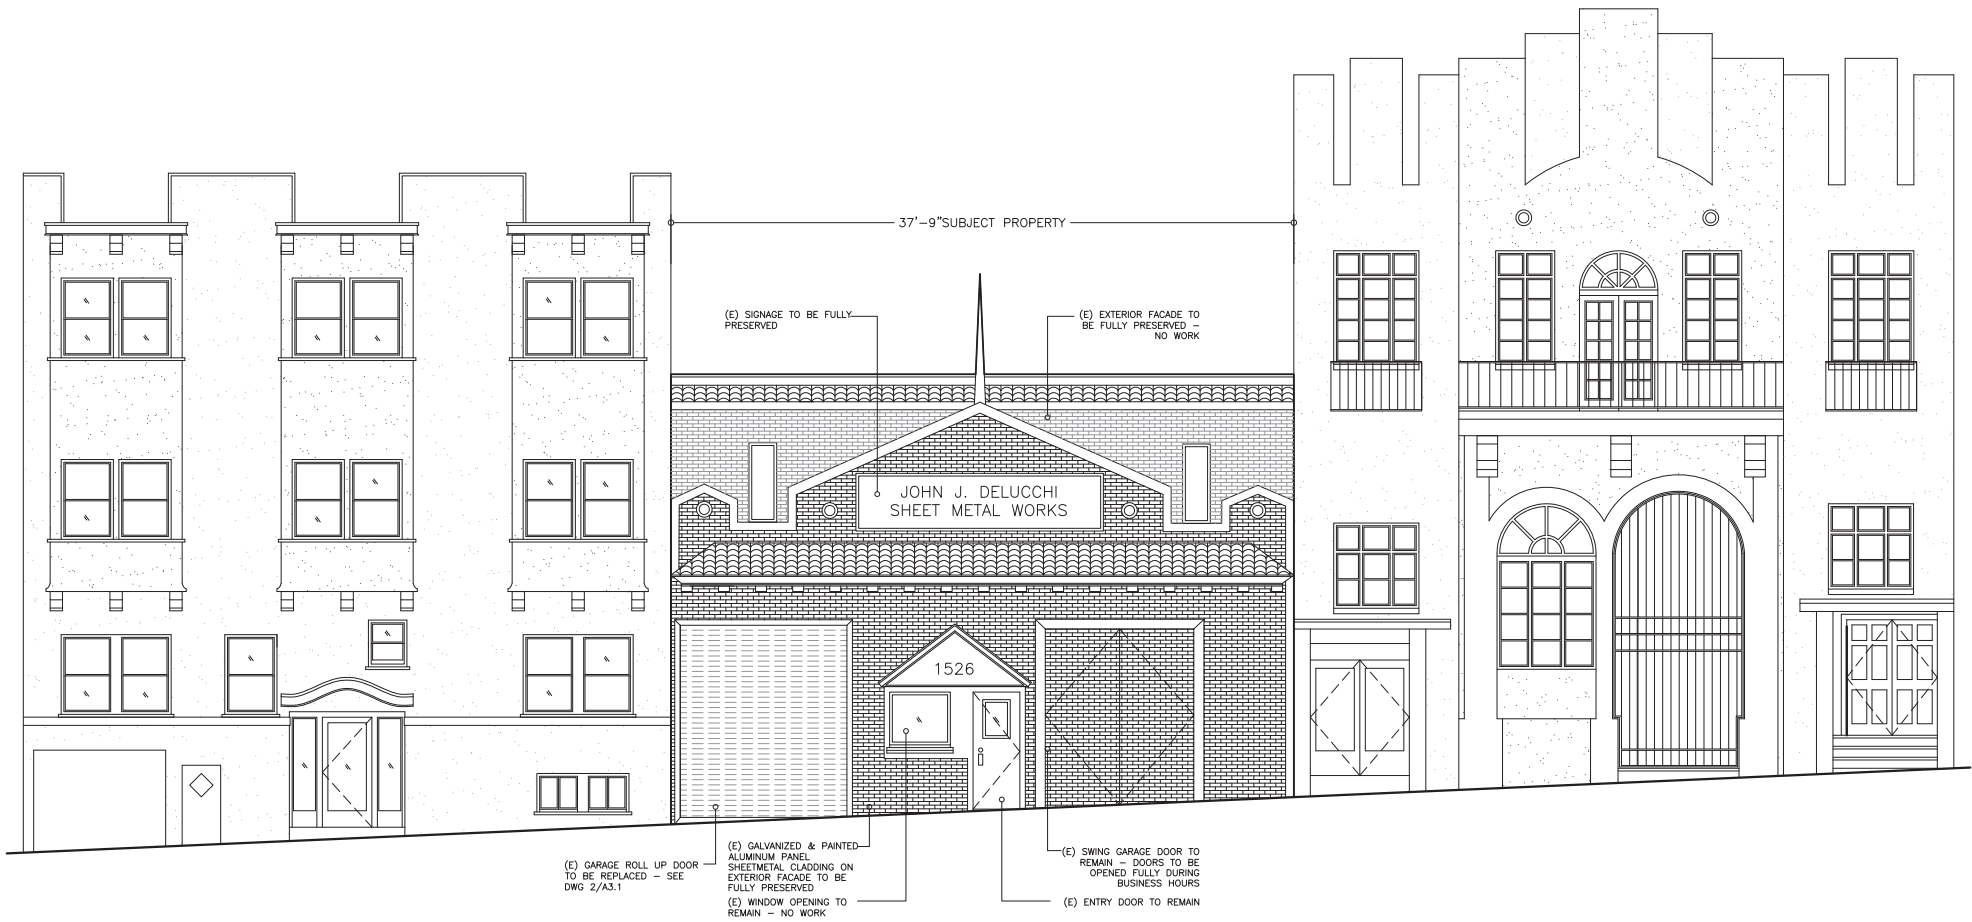 37'-9"SUBJECT PROPERTY
(E) SIGNAGE TO BE FULLY
PRESERVED
(E) EXTERIOR FACADE TO
BE FULLY PRESERVED –
NO WORK
JOHN J. DELUCCHI
SHEET METAL WORKS
1526
(E) GARAGE ROLL UP DOOR
TO BE REPLACED – SEE
DWG 2/A3.1
(E) GALVANIZED & PAINTED
ALUMINUM PANEL
SHEETMETAL CLADDING ON
EXTERIOR FACADE TO BE
FULLY PRESERVED
(E) WINDOW OPENING TO
REMAIN – NO WORK
(E) SWING GARAGE DOOR TO
REMAIN – DOORS TO BE
OPENED FULLY DURING
BUSINESS HOURS
(E) ENTRY DOOR TO REMAIN